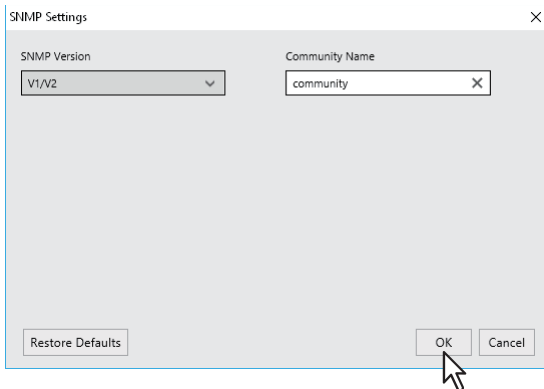 SNMP Settings
SNMP Version
Community Name
V1/V2
community
Restore Defaults
OK
Cancel